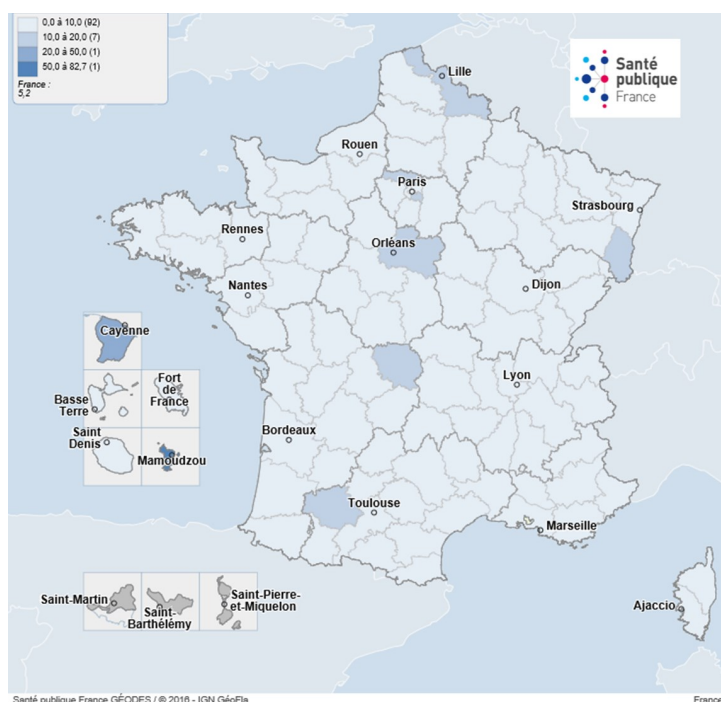 0,0 à 10,0 (92)
10,0 à 20,0 (7)
20,0 à 50,0 (1)
50,0 à 82,7 (1)
France :
5,2
Santé
publique
France
Lille
Rouen
Paris
Strasbourg
Rennes
Orléans
Nantes
Dijon
Cayenne
Lyon
Basse
Terre
Fort
de
France
Saint
Denis
Bordeaux
Mamoudzou
Toulouse
Marseille
Saint-Martin
Saint-
Barthélémy
Saint-Pierre-
et-Miquelon
Ajaccio
Santé publique France GÉODES / © 2016 - IGN GéoFla
France